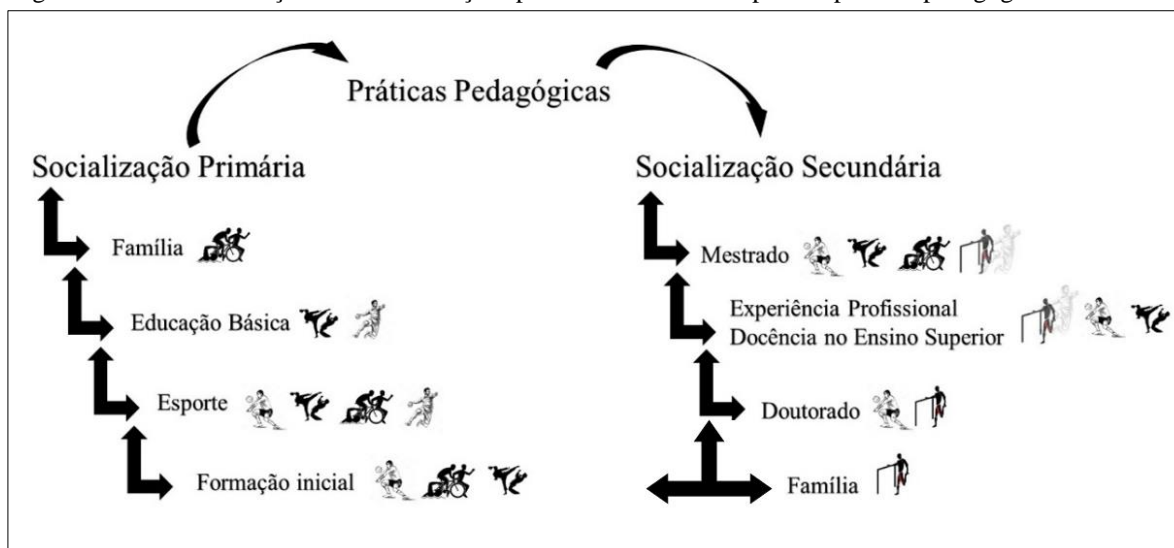 Práticas Pedagógicas
Socialização Primária
Família
Educação Básica
Esporte
Formação inicial
Socialização Secundária
Mestrado
Experiência Profissional
Docência no Ensino Superior
Doutorado
Família